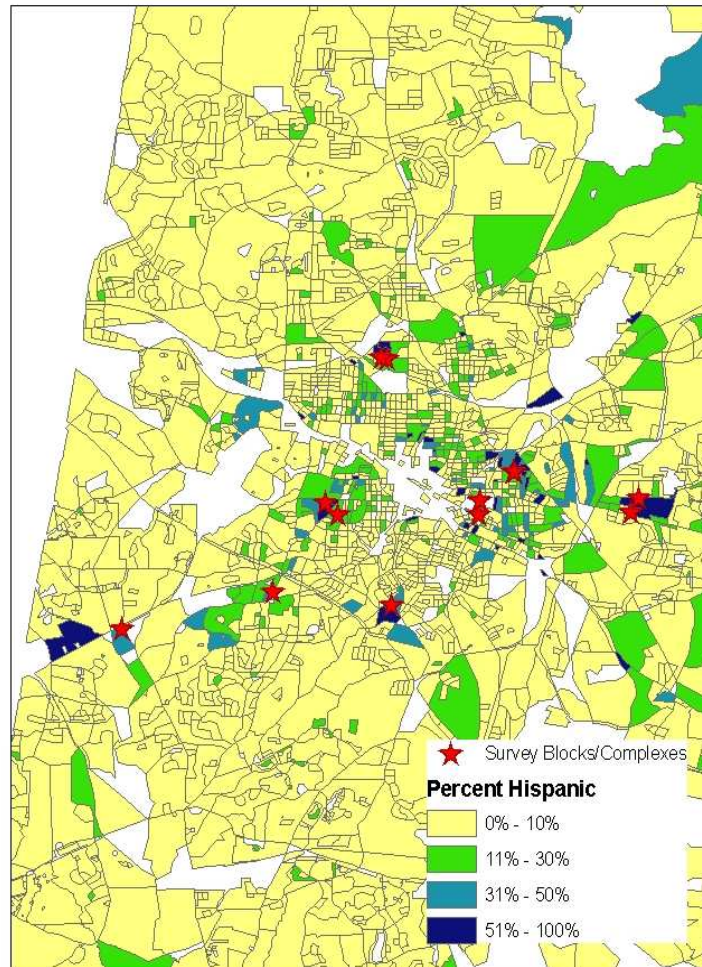 Survey Blocks/Complexes
Percent Hispanic
0% - 10%
11% - 30%
31% - 50%
51% - 100%